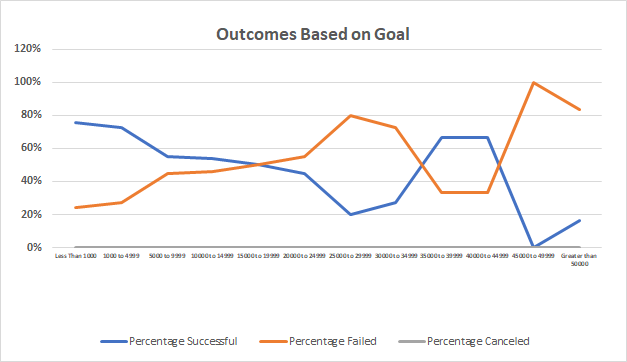 Outcomes Based on Goal
120%
100%
80%
60%
40%
20%
0%
Less Than 1000 1000 to 4999 5000 to 9999 10000 to 14999 15000 to 19999 20000 to 24999 25000 to 29999 30000 to 34999 35000 to 39999 40000 to 44999 45000 to 49999 Greater than
50000
Percentage Successful Percentage Failed Percentage Canceled